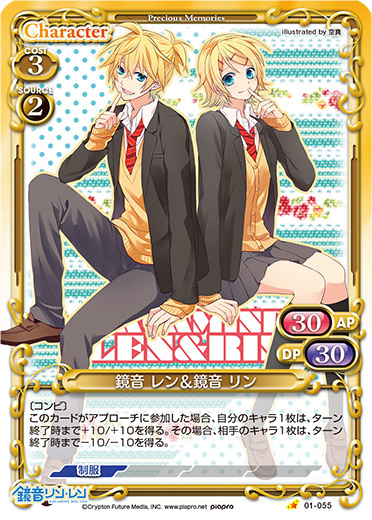 Precious Memories
Character
illustrated by 空真
COST
3
SOURCE
2
LEN&RIN
30 AP
DP 30
鏡音 レン&鏡音 リン
[コンビ]
このカードがアプローチに参加した場合、自分のキャラ1枚は、ターン
終了時まで+10/+10を得る。その場合、相手のキャラ1枚は、ターン
終了時まで−10/−10を得る。
制服
鏡音リン・レン
©Crypton Future Media, INC. www.piapro.net piapro
01-055